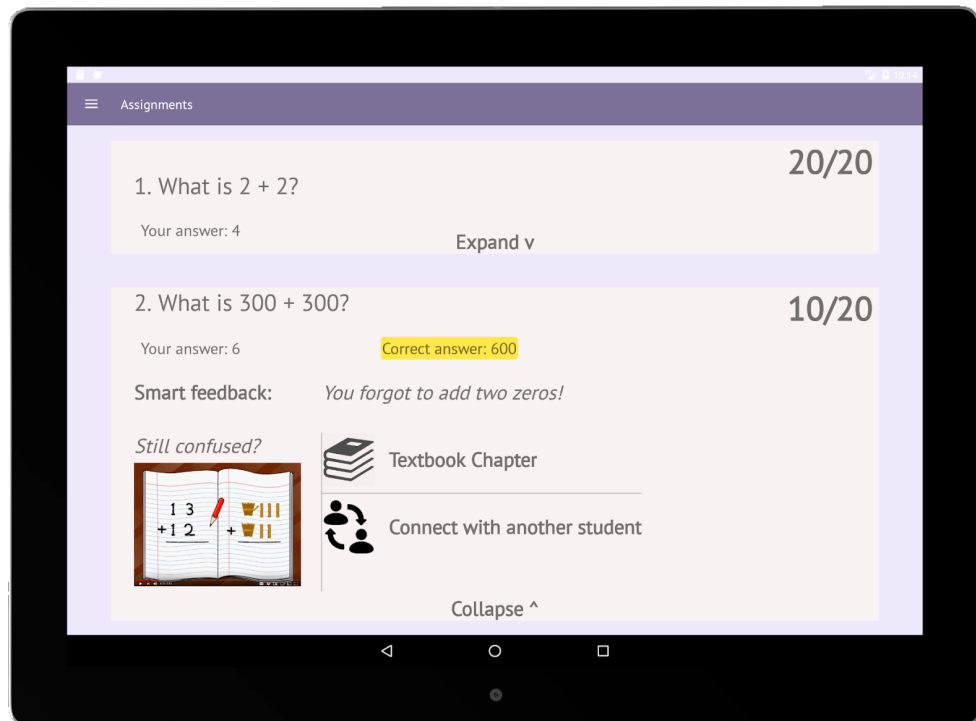 10:14
Assignments
20/20
1. What is 2 + 2?
Your answer: 4
Expand v
2. What is 300 + 300?
10/20
Your answer: 6
Correct answer: 600
Smart feedback:
You forgot to add two zeros!
Still confused?
1 3
+1 2
+
Textbook Chapter
Connect with another student
Collapse ^